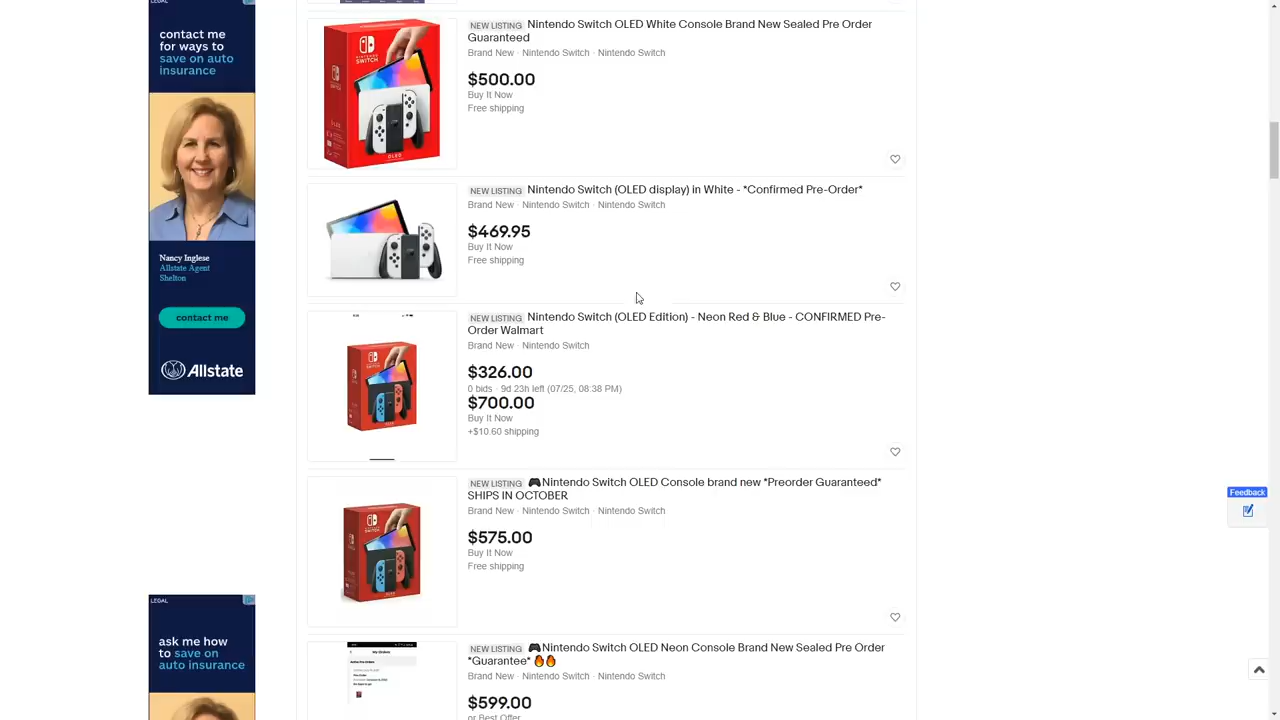 LEGAL
contact me
for ways to
save on auto
insurance
Nancy Inglese
Allstate Agent
Shelton
contact me
Allstate
LEGAL
ask me how
to save on
auto insurance
NINTENDO
SWITCH
OLED
NEW LISTING Nintendo Switch OLED White Console Brand New Sealed Pre Order
Guaranteed
Brand New · Nintendo Switch · Nintendo Switch
$500.00
Buy It Now
Free shipping
NEW LISTING Nintendo Switch (OLED display) in White - *Confirmed Pre-Order*
Brand New · Nintendo Switch · Nintendo Switch
$469.95
Buy It Now
Free shipping
NEW LISTING Nintendo Switch (OLED Edition) - Neon Red & Blue - CONFIRMED Pre-
Order Walmart
Brand New · Nintendo Switch
$326.00
0 bids · 9d 23h left (07/25, 08:38 PM)
$700.00
Buy It Now
+$10.60 shipping
NEW LISTING 🎮Nintendo Switch OLED Console brand new *Preorder Guaranteed*
SHIPS IN OCTOBER
Brand New · Nintendo Switch · Nintendo Switch
$575.00
Buy It Now
Free shipping
My Orders
NEW LISTING 🎮Nintendo Switch OLED Neon Console Brand New Sealed Pre Order
*Guarantee* 🔥🔥
Brand New · Nintendo Switch · Nintendo Switch
$599.00
or Best Offer
Feedback